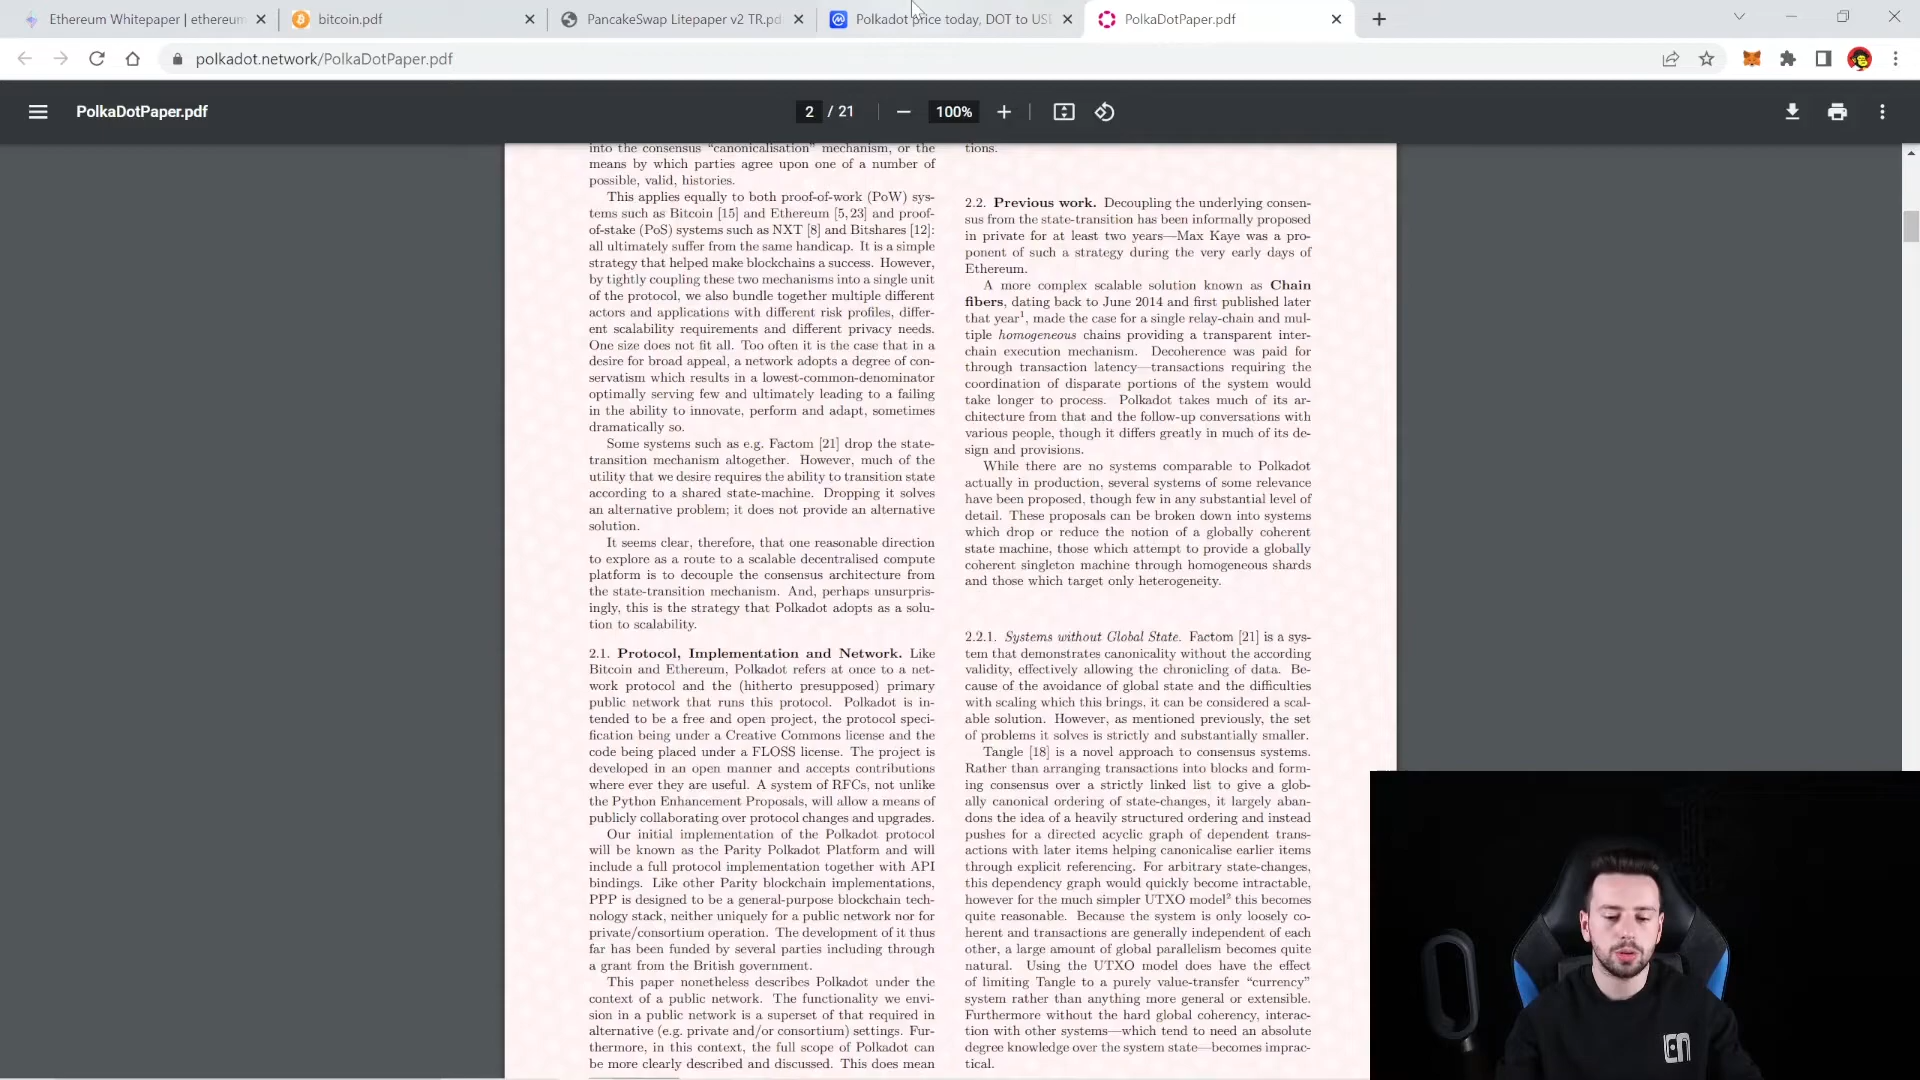 Ethereum Whitepaper | ethereum
bitcoin.pdf
PancakeSwap Litepaper v2 TR.pd
Polkadot price today, DOT to US
PolkaDotPaper.pdf
polkadot.network/PolkaDotPaper.pdf
PolkaDotPaper.pdf
2 / 21
100%
into the consensus “canonicalisation” mechanism, or the
means by which parties agree upon one of a number of
possible, valid, histories.
This applies equally to both proof-of-work (PoW) sys-
tems such as Bitcoin [15] and Ethereum [5,23] and proof-
of-stake (PoS) systems such as NXT [8] and Bitshares [12]:
all ultimately suffer from the same handicap. It is a simple
strategy that helped make blockchains a success. However,
by tightly coupling these two mechanisms into a single unit
of the protocol, we also bundle together multiple different
actors and applications with different risk profiles, differ-
ent scalability requirements and different privacy needs.
One size does not fit all. Too often it is the case that in a
desire for broad appeal, a network adopts a degree of con-
servatism which results in a lowest-common-denominator
optimally serving few and ultimately leading to a failing
in the ability to innovate, perform and adapt, sometimes
dramatically so.
Some systems such as e.g. Factom [21] drop the state-
transition mechanism altogether. However, much of the
utility that we desire requires the ability to transition state
according to a shared state-machine. Dropping it solves
an alternative problem; it does not provide an alternative
solution.
It seems clear, therefore, that one reasonable direction
to explore as a route to a scalable decentralised compute
platform is to decouple the consensus architecture from
the state-transition mechanism. And, perhaps unsurpris-
ingly, this is the strategy that Polkadot adopts as a solu-
tion to scalability.
2.1. Protocol, Implementation and Network. Like
Bitcoin and Ethereum, Polkadot refers at once to a net-
work protocol and the (hitherto presupposed) primary
public network that runs this protocol. Polkadot is in-
tended to be a free and open project, the protocol speci-
fication being under a Creative Commons license and the
code being placed under a FLOSS license. The project is
developed in an open manner and accepts contributions
where ever they are useful. A system of RFCs, not unlike
the Python Enhancement Proposals, will allow a means of
publicly collaborating over protocol changes and upgrades.
Our initial implementation of the Polkadot protocol
will be known as the Parity Polkadot Platform and will
include a full protocol implementation together with API
bindings. Like other Parity blockchain implementations,
PPP is designed to be a general-purpose blockchain tech-
nology stack, neither uniquely for a public network nor for
private/consortium operation. The development of it thus
far has been funded by several parties including through
a grant from the British government.
This paper nonetheless describes Polkadot under the
context of a public network. The functionality we envi-
sion in a public network is a superset of that required in
alternative (e.g. private and/or consortium) settings. Fur-
thermore, in this context, the full scope of Polkadot can
be more clearly described and discussed. This does mean
tions.
2.2. Previous work. Decoupling the underlying consen-
sus from the state-transition has been informally proposed
in private for at least two years—Max Kaye was a pro-
ponent of such a strategy during the very early days of
Ethereum.
A more complex scalable solution known as Chain
fibers, dating back to June 2014 and first published later
that year¹, made the case for a single relay-chain and mul-
tiple homogeneous chains providing a transparent inter-
chain execution mechanism. Decoherence was paid for
through transaction latency—transactions requiring the
coordination of disparate portions of the system would
take longer to process. Polkadot takes much of its ar-
chitecture from that and the follow-up conversations with
various people, though it differs greatly in much of its de-
sign and provisions.
While there are no systems comparable to Polkadot
actually in production, several systems of some relevance
have been proposed, though few in any substantial level of
detail. These proposals can be broken down into systems
which drop or reduce the notion of a globally coherent
state machine, those which attempt to provide a globally
coherent singleton machine through homogeneous shards
and those which target only heterogeneity.
2.2.1. Systems without Global State. Factom [21] is a sys-
tem that demonstrates canonicality without the according
validity, effectively allowing the chronicling of data. Be-
cause of the avoidance of global state and the difficulties
with scaling which this brings, it can be considered a scal-
able solution. However, as mentioned previously, the set
of problems it solves is strictly and substantially smaller.
Tangle [18] is a novel approach to consensus systems.
Rather than arranging transactions into blocks and form-
ing consensus over a strictly linked list to give a glob-
ally canonical ordering of state-changes, it largely aban-
dons the idea of a heavily structured ordering and instead
pushes for a directed acyclic graph of dependent trans-
actions with later items helping canonicalise earlier items
through explicit referencing. For arbitrary state-changes,
this dependency graph would quickly become intractable,
however for the much simpler UTXO model² this becomes
quite reasonable. Because the system is only loosely co-
herent and transactions are generally independent of each
other, a large amount of global parallelism becomes quite
natural. Using the UTXO model does have the effect
of limiting Tangle to a purely value-transfer “currency”
system rather than anything more general or extensible.
Furthermore without the hard global coherency, interac-
tion with other systems—which tend to need an absolute
degree knowledge over the system state—becomes imprac-
tical.